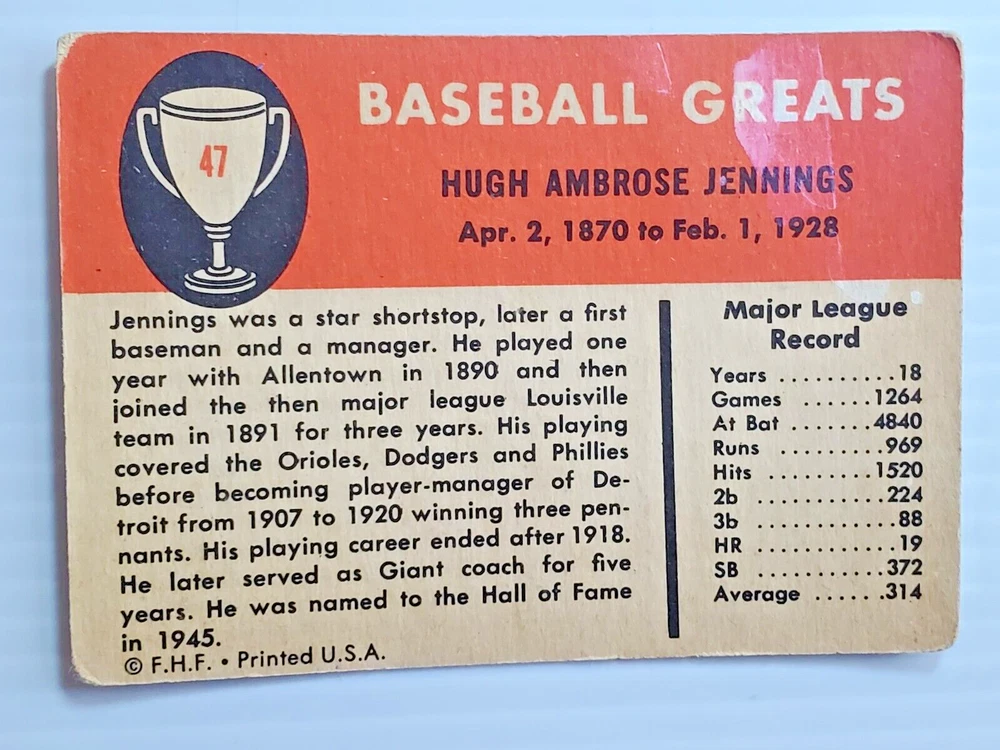 47
BASEBALL GREATS
HUGH AMBROSE JENNINGS
Apr. 2, 1870 to Feb. 1, 1928
Jennings was a star shortstop, later a first
baseman and a manager. He played one
year with Allentown in 1890 and then
joined the then major league Louisville
team in 1891 for three years. His playing
covered the Orioles, Dodgers and Phillies
before becoming player-manager of De-
troit from 1907 to 1920 winning three pen-
nants. His playing career ended after 1918.
He later served as Giant coach for five
years. He was named to the Hall of Fame
in 1945.
© F.H.F. • Printed U.S.A.
Major League
Record
Years ..........18
Games ......1264
At Bat .......4840
Runs .........969
Hits ..........1520
2b ...........224
3b ............88
HR ............19
SB ...........372
Average ......314